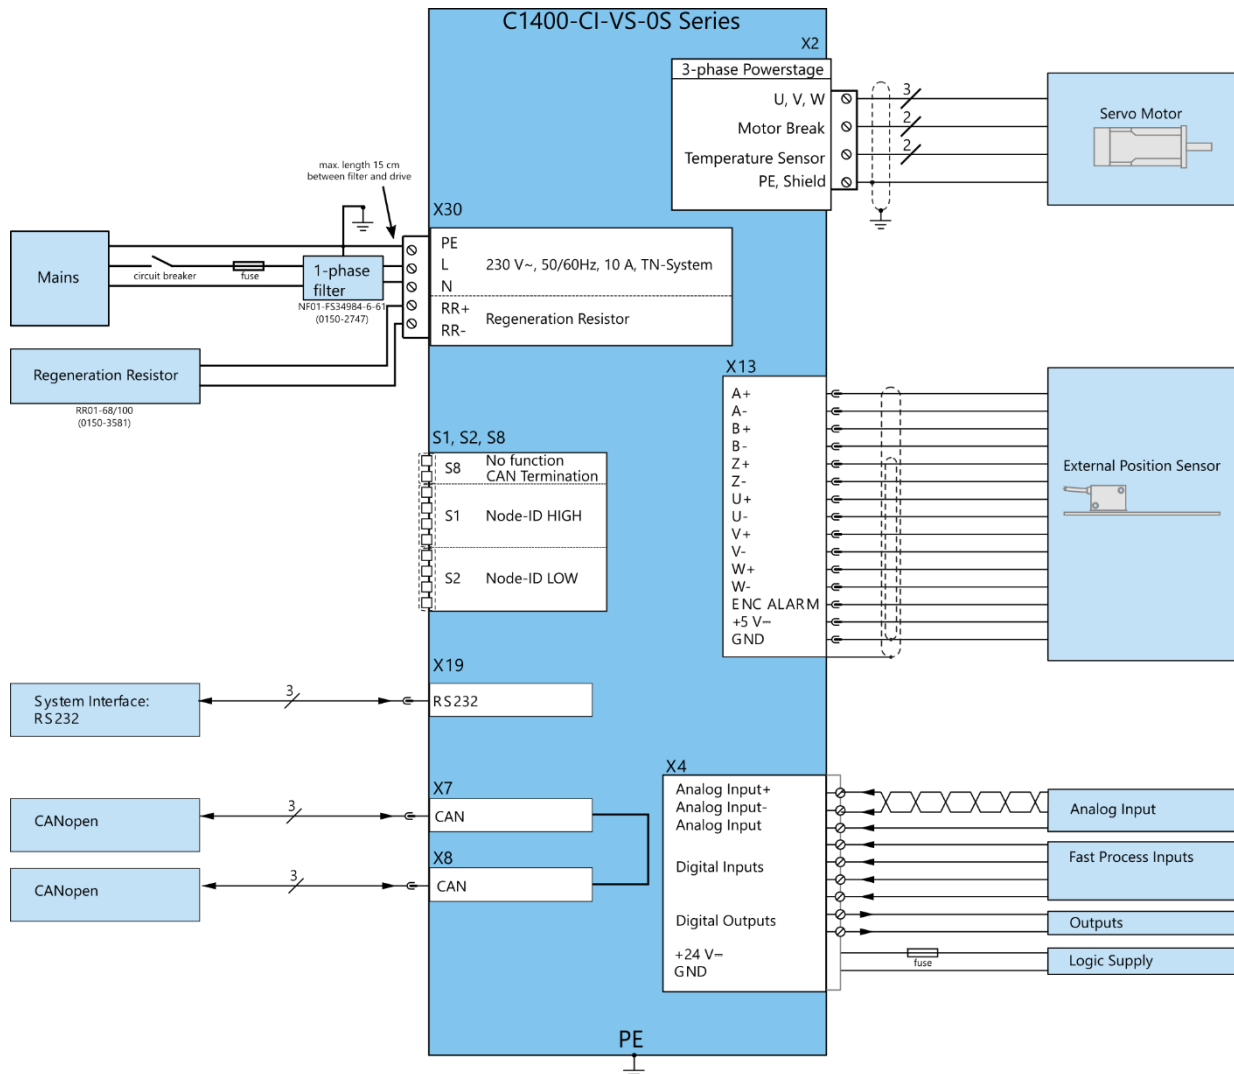 C1400-CI-VS-0S Series
X2
3-phase Powerstage
U, V, W
3
Motor Break
2
Temperature Sensor
2
PE, Shield
Servo Motor
max. length 15 cm
between filter and drive
X30
Mains
circuit breaker
fuse
1-phase
filter
NF01-FS34984-6-61
(0150-2747)
PE
L
N
230 V~, 50/60Hz, 10 A, TN-System
RR+
RR-
Regeneration Resistor
Regeneration Resistor
RR01-68/100
(0150-3581)
X13
A+
A-
B+
B-
Z+
Z-
U+
U-
V+
V-
W+
W-
ENC ALARM
+5 V⎓
GND
External Position Sensor
S1, S2, S8
S8
No function
CAN Termination
S1
Node-ID HIGH
S2
Node-ID LOW
X19
System Interface:
RS232
3
RS232
X7
CANopen
3
CAN
X8
CANopen
3
CAN
X4
Analog Input+
Analog Input-
Analog Input
Digital Inputs
Digital Outputs
+24 V⎓
GND
Analog Input
Fast Process Inputs
Outputs
fuse
Logic Supply
PE